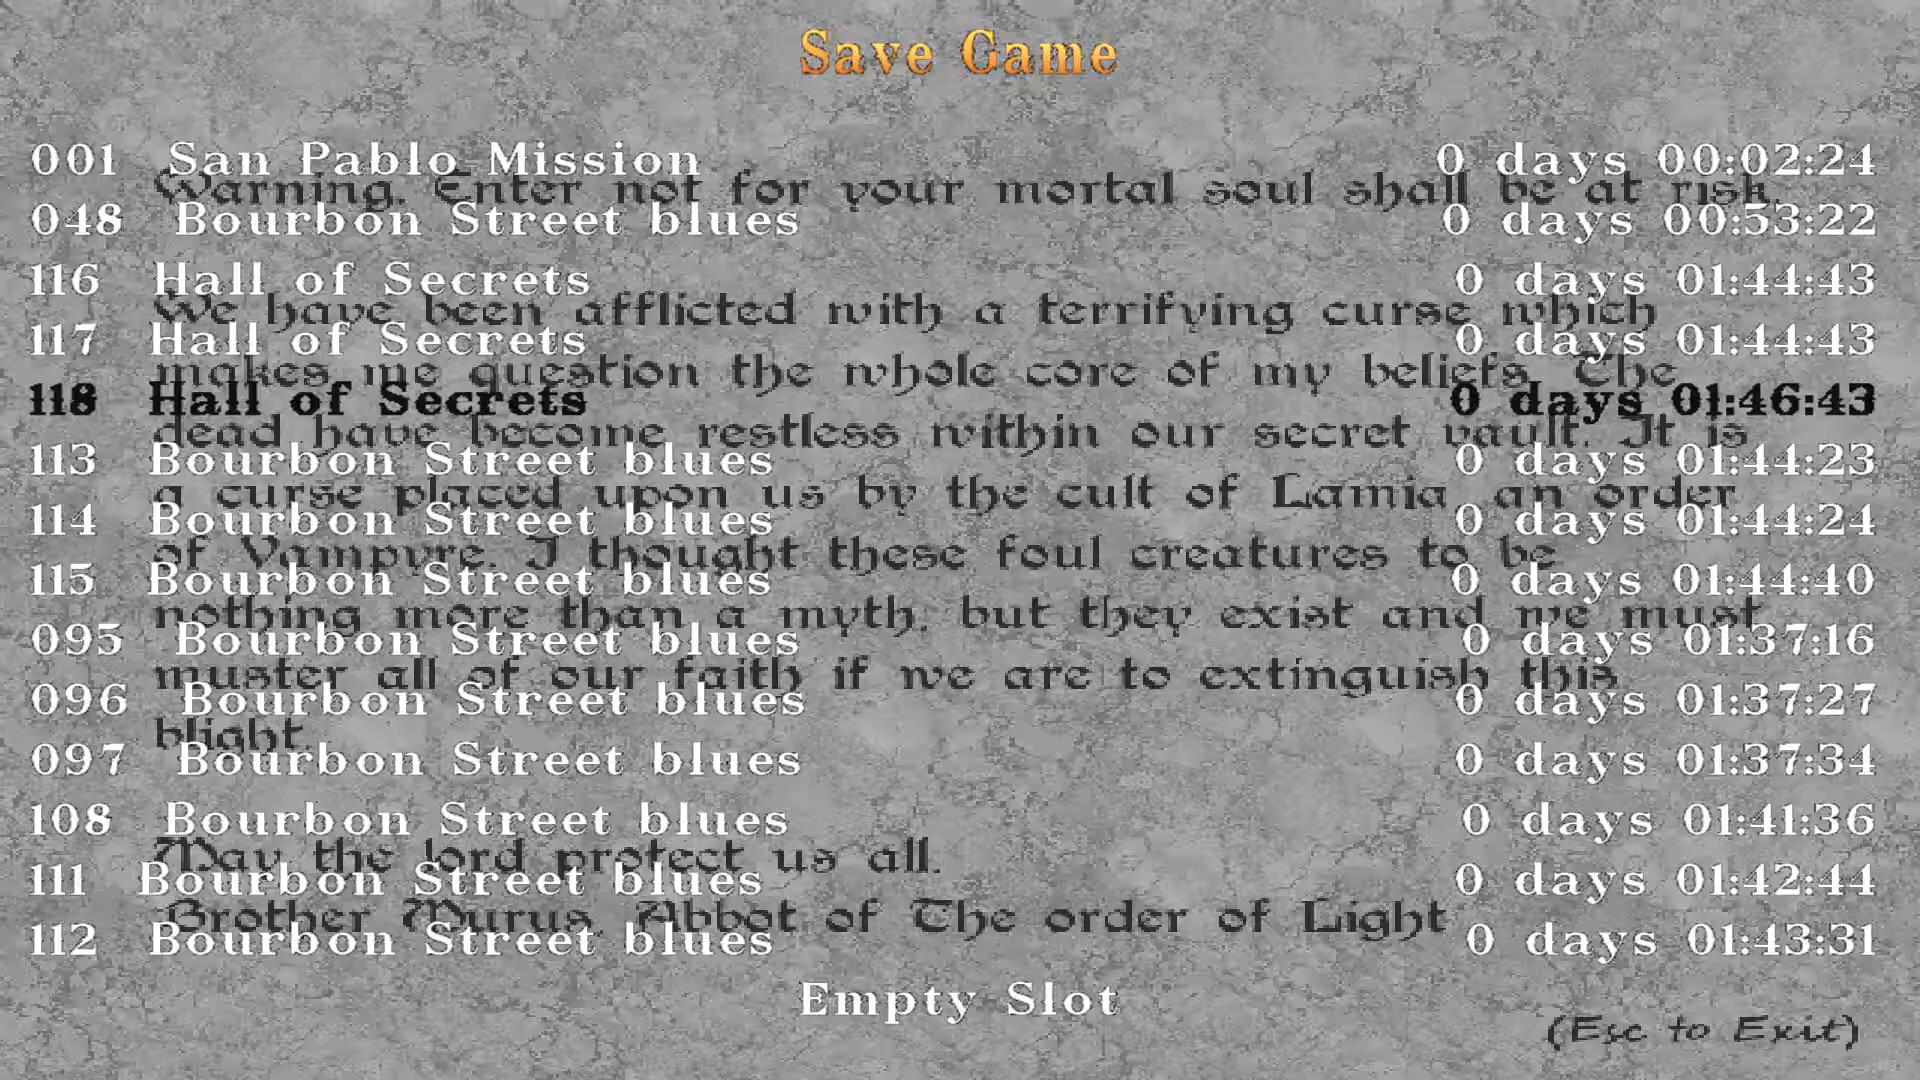 Save Game
001 San Pablo Mission 0 days 00:02:24
Warning. Enter not for your mortal soul shall be at risk.
048 Bourbon Street blues 0 days 00:53:22
116 Hall of Secrets 0 days 01:44:43
We have been afflicted with a terrifying curse which
117 Hall of Secrets 0 days 01:44:43
makes me question the whole core of my beliefs. The
118 Hall of Secrets 0 days 01:46:43
dead have become restless within our secret vault. It is
113 Bourbon Street blues 0 days 01:44:23
a curse placed upon us by the cult of Lamia an order
114 Bourbon Street blues 0 days 01:44:24
of Vampyre. I thought these foul creatures to be
115 Bourbon Street blues 0 days 01:44:40
nothing more than a myth, but they exist and we must
095 Bourbon Street blues 0 days 01:37:16
muster all of our faith if we are to extinguish this
096 Bourbon Street blues 0 days 01:37:27
blight.
097 Bourbon Street blues 0 days 01:37:34
108 Bourbon Street blues 0 days 01:41:36
May the lord protect us all.
111 Bourbon Street blues 0 days 01:42:44
Brother Murus. Abbot of The order of Light
112 Bourbon Street blues 0 days 01:43:31
Empty Slot
(Esc to Exit)